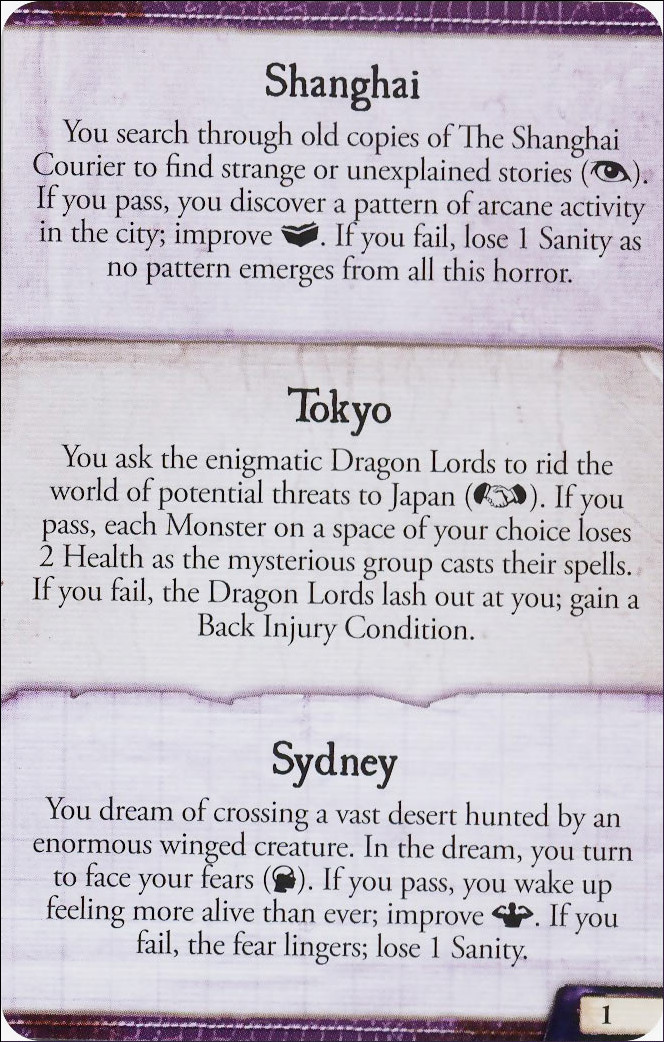 Shanghai
You search through old copies of The Shanghai
Courier to find strange or unexplained stories ( ).
If you pass, you discover a pattern of arcane activity
in the city; improve . If you fail, lose 1 Sanity as
no pattern emerges from all this horror.
Tokyo
You ask the enigmatic Dragon Lords to rid the
world of potential threats to Japan ( ). If you
pass, each Monster on a space of your choice loses
2 Health as the mysterious group casts their spells.
If you fail, the Dragon Lords lash out at you; gain a
Back Injury Condition.
Sydney
You dream of crossing a vast desert hunted by an
enormous winged creature. In the dream, you turn
to face your fears ( ). If you pass, you wake up
feeling more alive than ever; improve . If you
fail, the fear lingers; lose 1 Sanity.
1